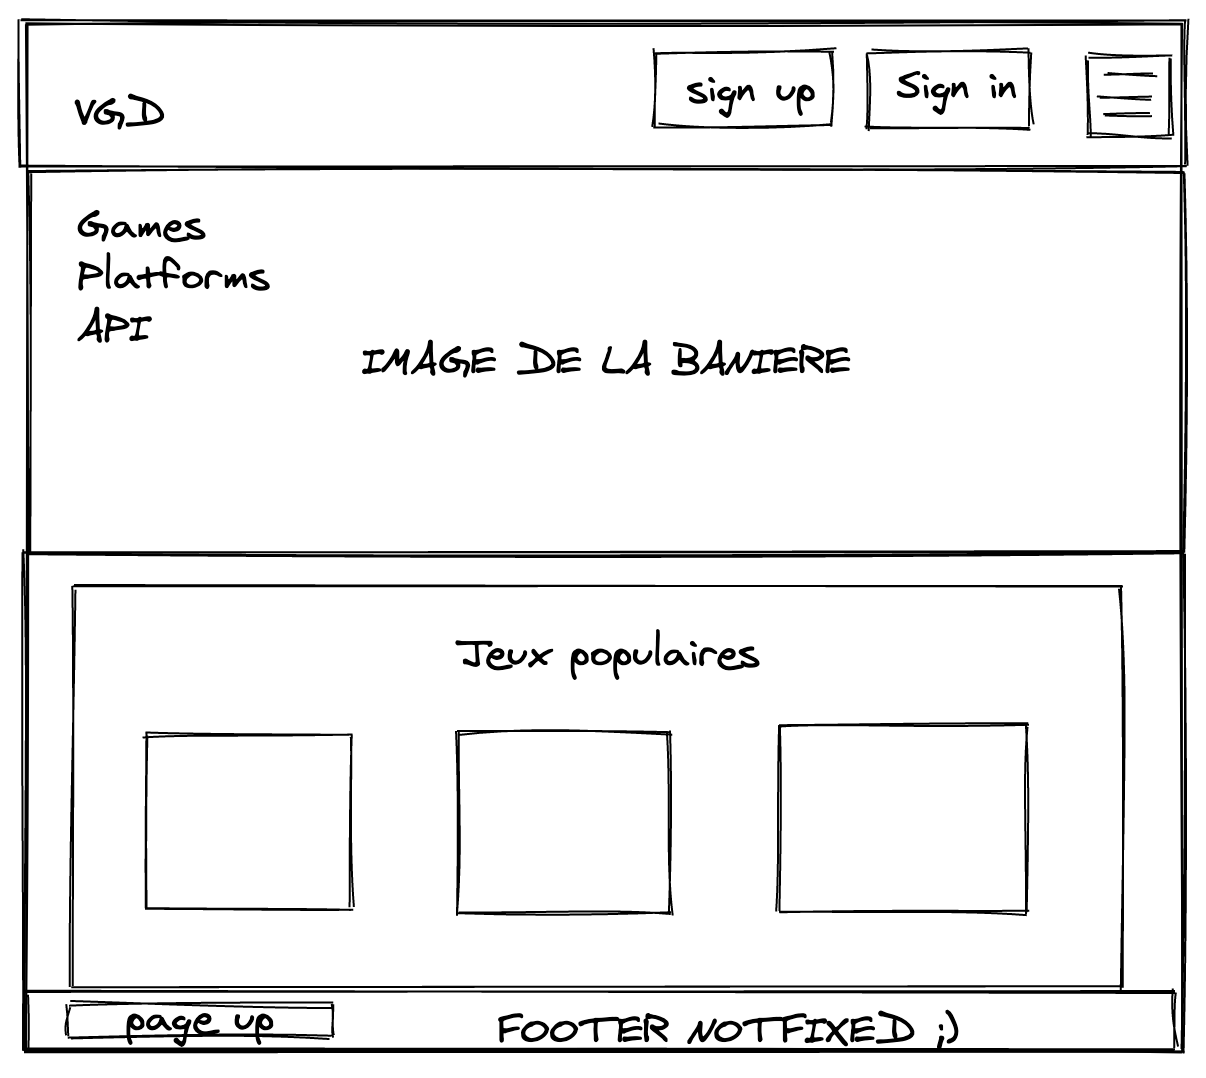 VGD
sign up
Sign in
Games
Platforms
API
IMAGE DE LA BANIERE
Jeux populaires
page up
FOOTER NOTFIXED ;)